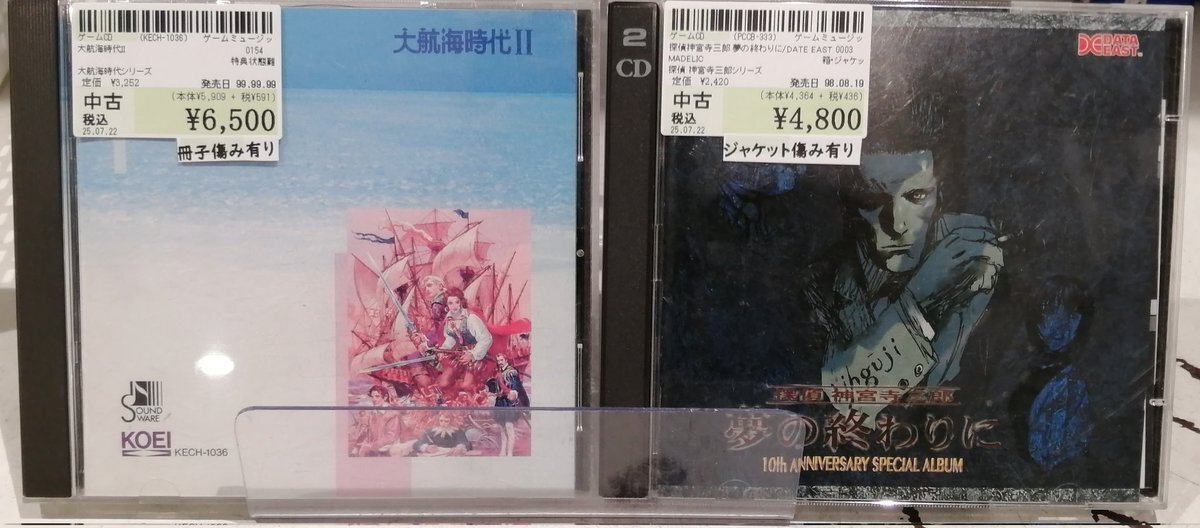 ゲームCD (KECH-1036) ゲームミュージッ
大航海時代II 0154
特典状態難
大航海時代シリーズ
定価 ¥3,252 発売日 99.99.99
中古 (本体¥5,909 + 税¥591)
税込 ¥6,500
25.07.22
冊子傷み有り
大航海時代II
SOUND WARE
KOEI
KECH-1036
2
CD
ゲームCD (PCCB-333) ゲームミュージッ
探偵神宮寺三郎 夢の終わりに/DATE EAST 0003
MADELIC 箱・ジャケッ
探偵 神宮寺三郎シリーズ
定価 ¥2,420 発売日 98.08.19
中古 (本体¥4,364 + 税¥436)
税込 ¥4,800
25.07.22
ジャケット傷み有り
DATA EAST
探偵 神宮寺三郎
夢の終わりに
10th ANNIVERSARY SPECIAL ALBUM